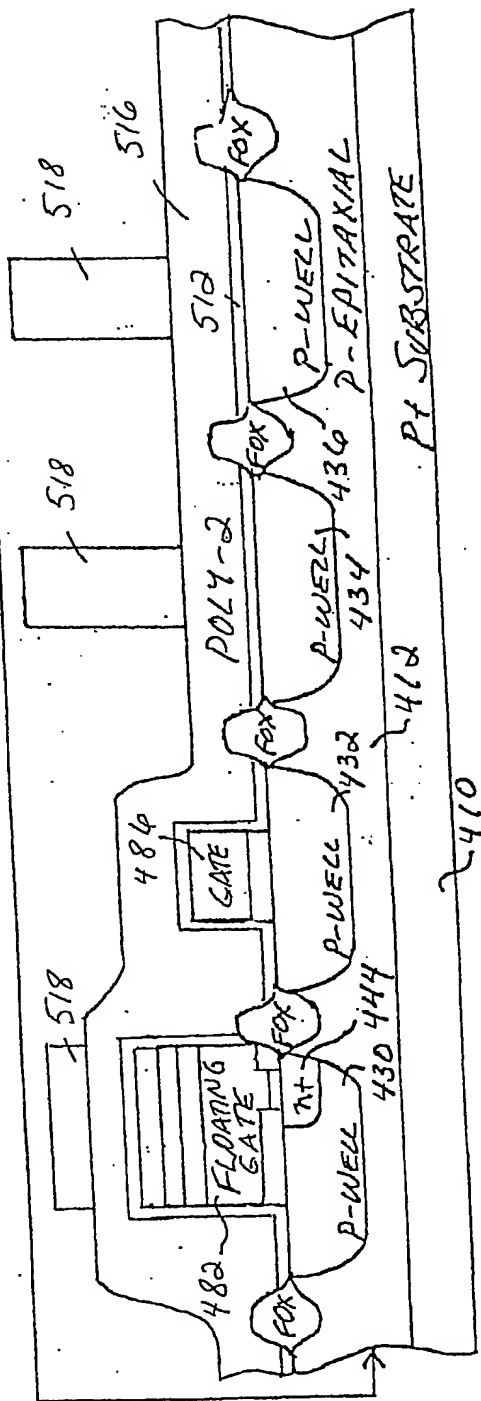 518
518
518
516
486
512
POLY-2
482
FLOATING
GATE
GATE
FOX
FOX
FOX
FOX
FOX
n+
P-WELL
P-WELL
P-WELL
P-WELL
430
444
432
434
436
P-EPITAXIAL
412
P+ SUBSTRATE
410